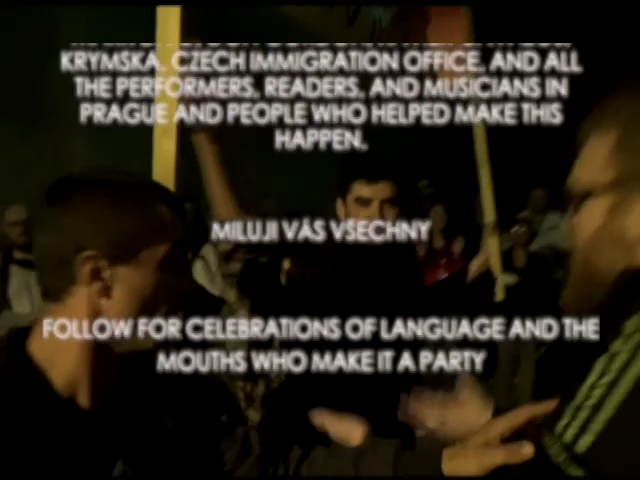 KRYMSKA, CZECH IMMIGRATION OFFICE, AND ALL
THE PERFORMERS, READERS, AND MUSICIANS IN
PRAGUE AND PEOPLE WHO HELPED MAKE THIS
HAPPEN.
MILUJI VÁS VŠECHNY
FOLLOW FOR CELEBRATIONS OF LANGUAGE AND THE
MOUTHS WHO MAKE IT A PARTY